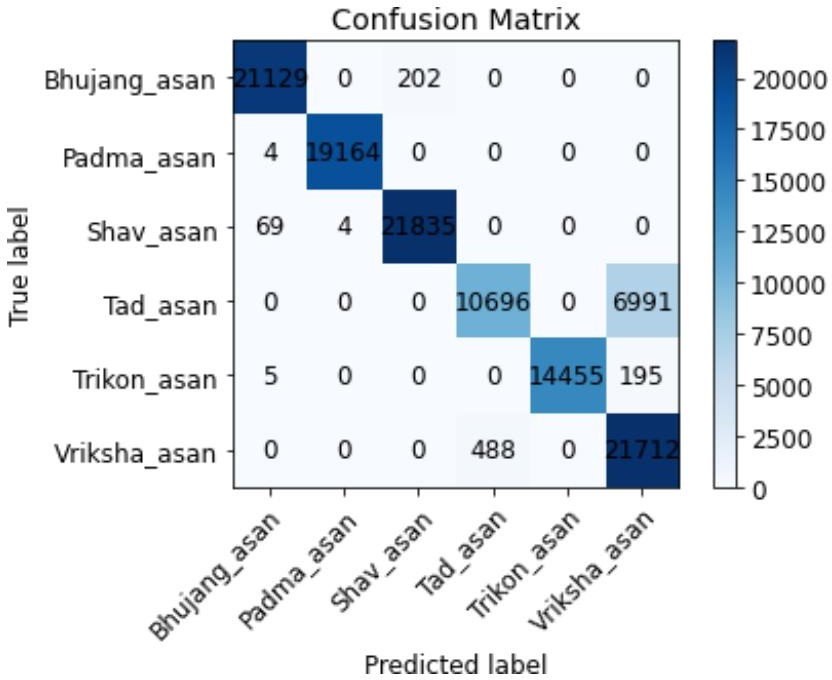 Confusion Matrix
Bhujang_asan 21129 0 202 0 0 0
Padma_asan 4 19164 0 0 0 0
Shav_asan 69 4 21835 0 0 0
Tad_asan 0 0 0 10696 0 6991
Trikon_asan 5 0 0 0 14455 195
Vriksha_asan 0 0 0 488 0 21712
True label
Bhujang_asan
Padma_asan
Shav_asan
Tad_asan
Trikon_asan
Vriksha_asan
Predicted label
20000
17500
15000
12500
10000
7500
5000
2500
0